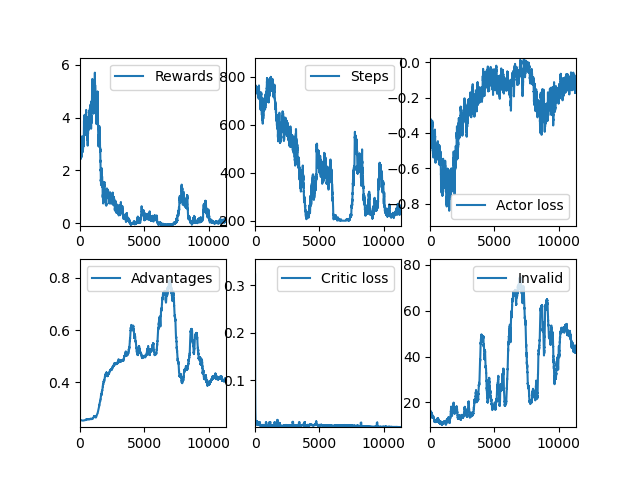 Rewards
6
4
2
0
0 5000 10000
Steps
800
600
400
200
0 5000 10000
Actor loss
0.0
−0.2
−0.4
−0.6
−0.8
0 5000 10000
Advantages
0.8
0.6
0.4
0 5000 10000
Critic loss
0.3
0.2
0.1
0 5000 10000
Invalid
80
60
40
20
0 5000 10000